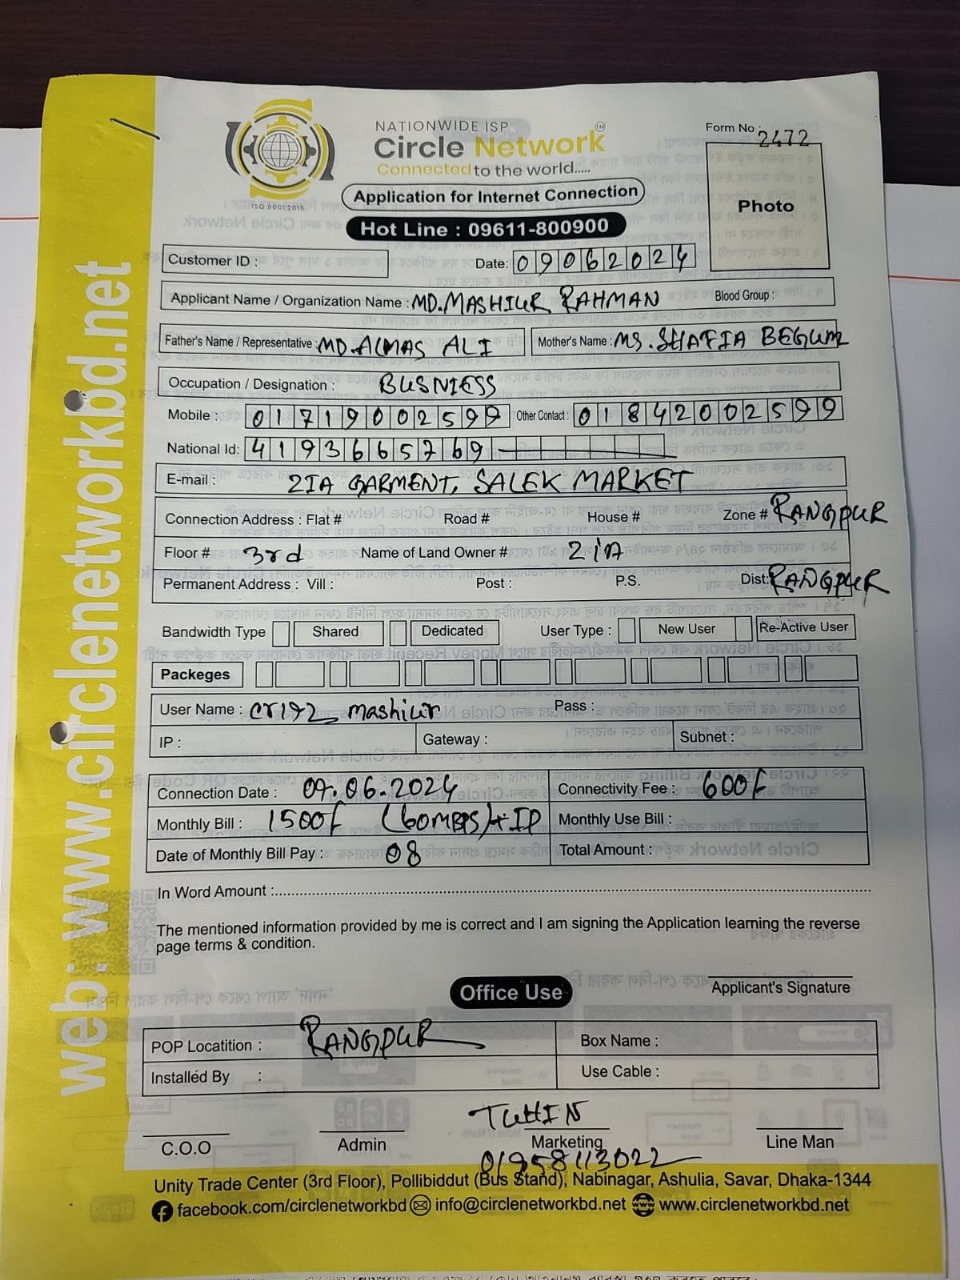 web: www.circlenetworkbd.net
NATIONWIDE ISP
Circle Network™
Connected to the world.....
ISO 9001:2015
Form No : 2472
Application for Internet Connection
Photo
Hot Line : 09611-800900
Customer ID :
Date: 09062024
Applicant Name / Organization Name : MD.MASHIUR RAHMAN Blood Group :
Father's Name / Representative : MD.ALMAS ALI Mother's Name : MS.SHAFIA BEGUM
Occupation / Designation : BUSNIESS
Mobile : 01719002599 Other Contact : 01842002599
National Id: 4193665769
E-mail : ZIA GARMENT, SALEK MARKET
Connection Address : Flat # Road # House # Zone # RANGPUR
Floor # 3rd Name of Land Owner # ZIA
Permanent Address : Vill : Post : P.S. Dist: RANGPUR
Bandwidth Type Shared Dedicated User Type : New User Re-Active User
Packeges
User Name : cr192_mashiur Pass :
IP : Gateway : Subnet :
Connection Date : 09.06.2024 Connectivity Fee : 600/
Monthly Bill : 1500/ (60MBPS)+IP Monthly Use Bill :
Date of Monthly Bill Pay : 08 Total Amount :
In Word Amount :
The mentioned information provided by me is correct and I am signing the Application learning the reverse
page terms & condition.
Applicant's Signature
Office Use
POP Locatition : RANGPUR Box Name :
Installed By : Use Cable :
TUHIN
C.O.O Admin Marketing Line Man
01958113022
Unity Trade Center (3rd Floor), Pollibiddut (Bus Stand), Nabinagar, Ashulia, Savar, Dhaka-1344
facebook.com/circlenetworkbd info@circlenetworkbd.net www.circlenetworkbd.net